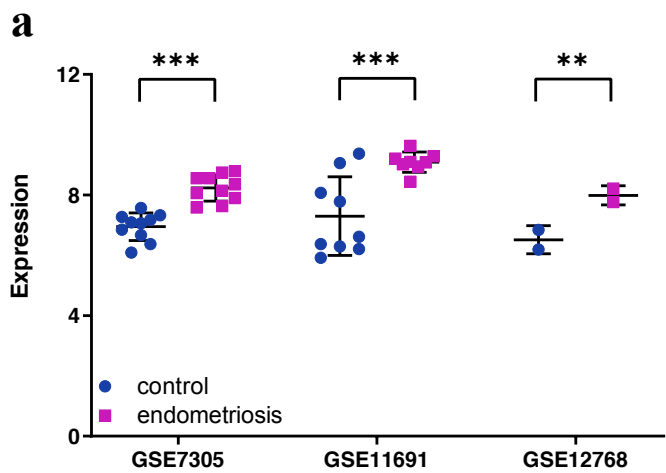 a
*** *** **
12
8
4
0
Expression
control
endometriosis
GSE7305 GSE11691 GSE12768